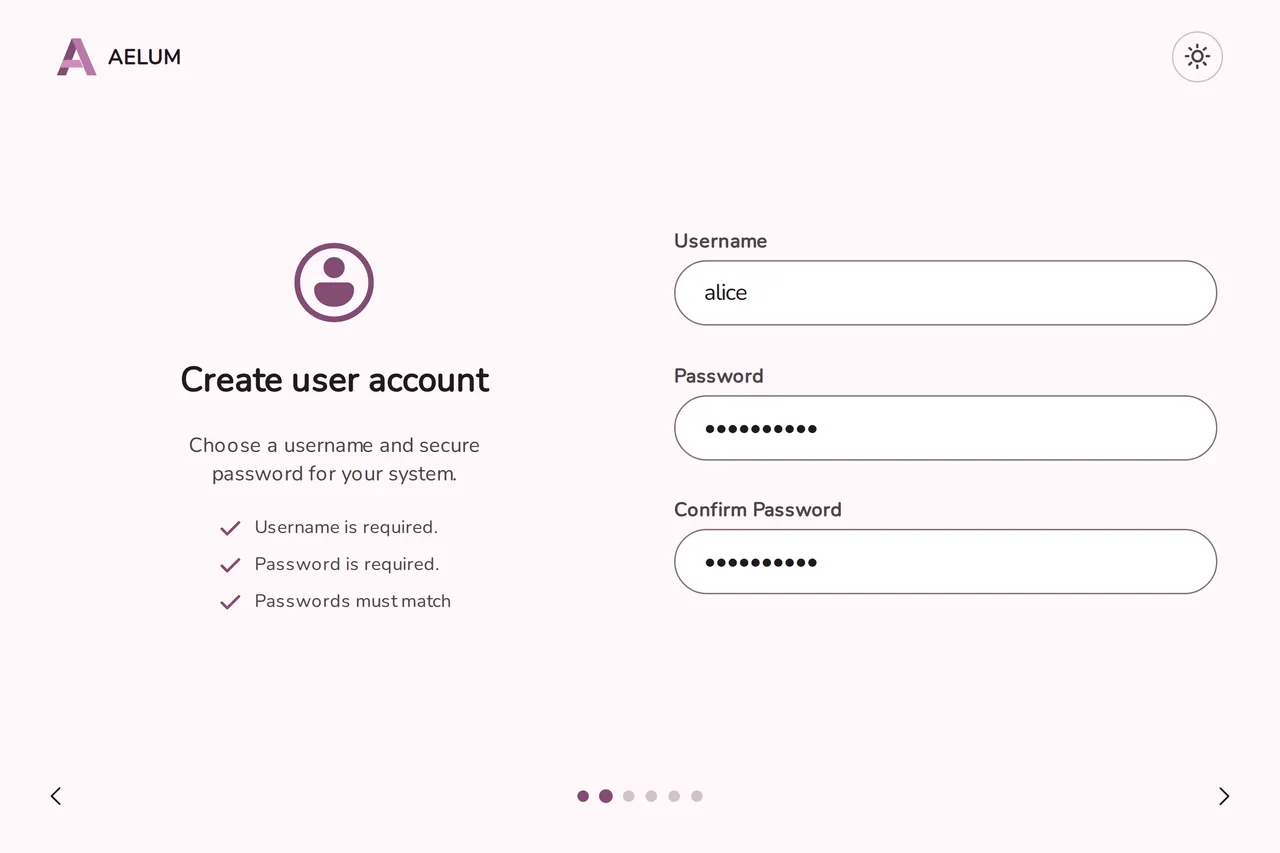 AELUM
Create user account
Choose a username and secure
password for your system.
Username is required.
Password is required.
Passwords must match
Username
alice
Password
••••••••••
Confirm Password
••••••••••